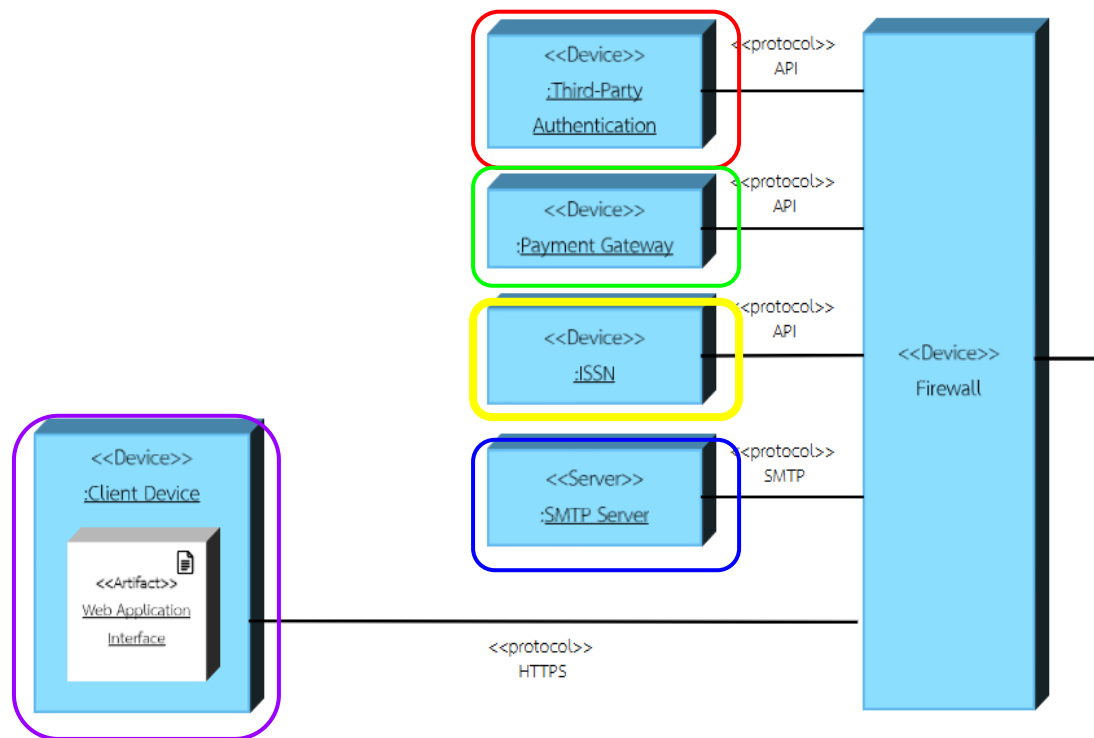 <<Device>>
:Third-Party
Authentication
<<protocol>>
API
<<Device>>
:Payment Gateway
<<protocol>>
API
<<Device>>
:ISSN
<<protocol>>
API
<<Server>>
:SMTP Server
<<protocol>>
SMTP
<<Device>>
Firewall
<<Device>>
:Client Device
<<Artifact>>
Web Application
Interface
<<protocol>>
HTTPS